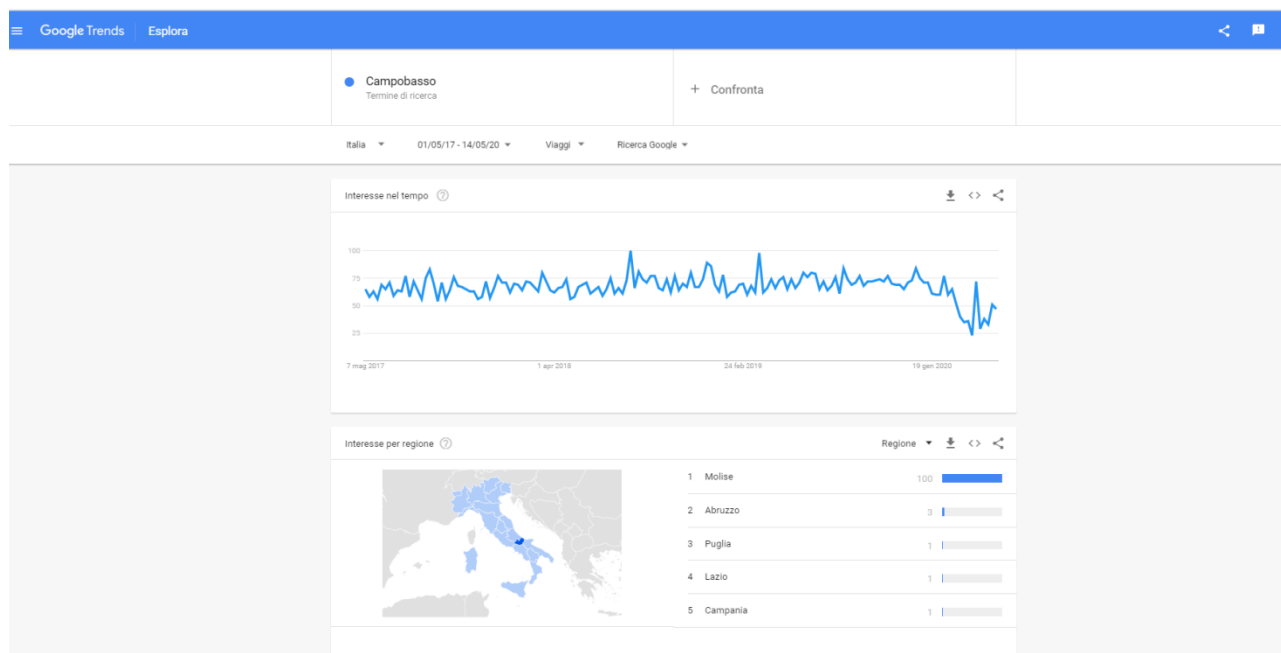 Google Trends Esplora
Campobasso
Termine di ricerca
+ Confronta
Italia 01/05/17 - 14/05/20 Viaggi Ricerca Google
Interesse nel tempo
100
75
50
25
7 mag 2017 1 apr 2018 24 feb 2019 19 gen 2020
Interesse per regione Regione
1 Molise 100
2 Abruzzo 3
3 Puglia 1
4 Lazio 1
5 Campania 1